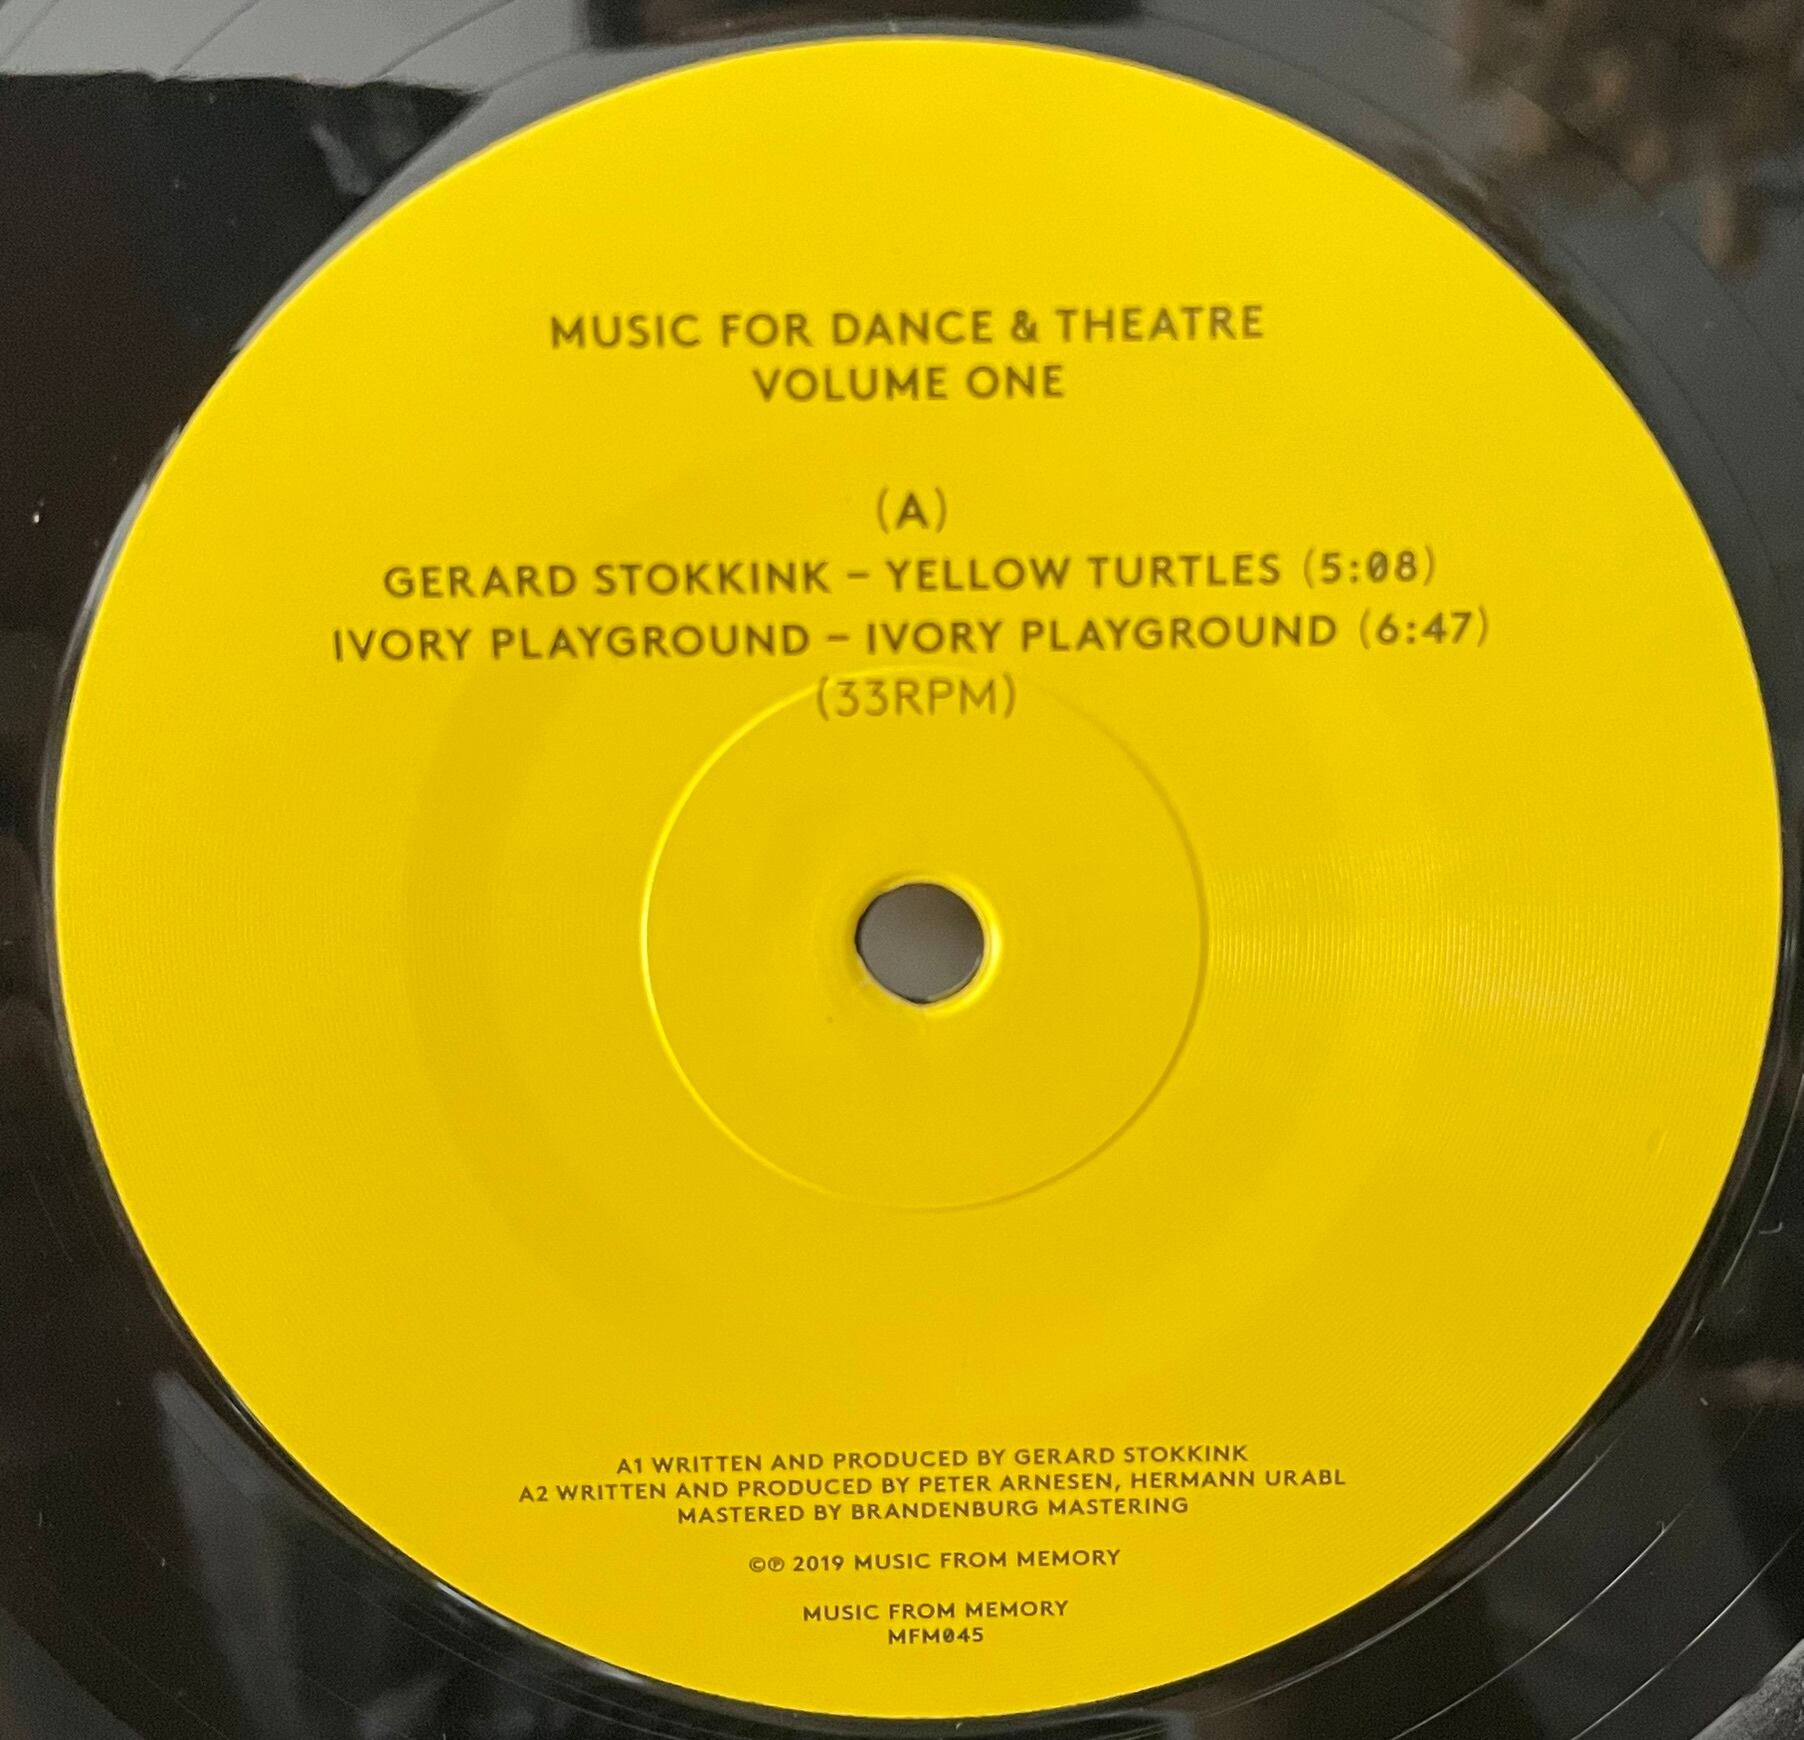 MUSIC FOR DANCE & THEATRE
VOLUME ONE
(A)
GERARD STOKKINK – YELLOW TURTLES (5:08)
IVORY PLAYGROUND – IVORY PLAYGROUND (6:47)
(33RPM)
A1 WRITTEN AND PRODUCED BY GERARD STOKKINK
A2 WRITTEN AND PRODUCED BY PETER ARNESEN, HERMANN URABL
MASTERED BY BRANDENBURG MASTERING
©℗ 2019 MUSIC FROM MEMORY
MUSIC FROM MEMORY
MFM045